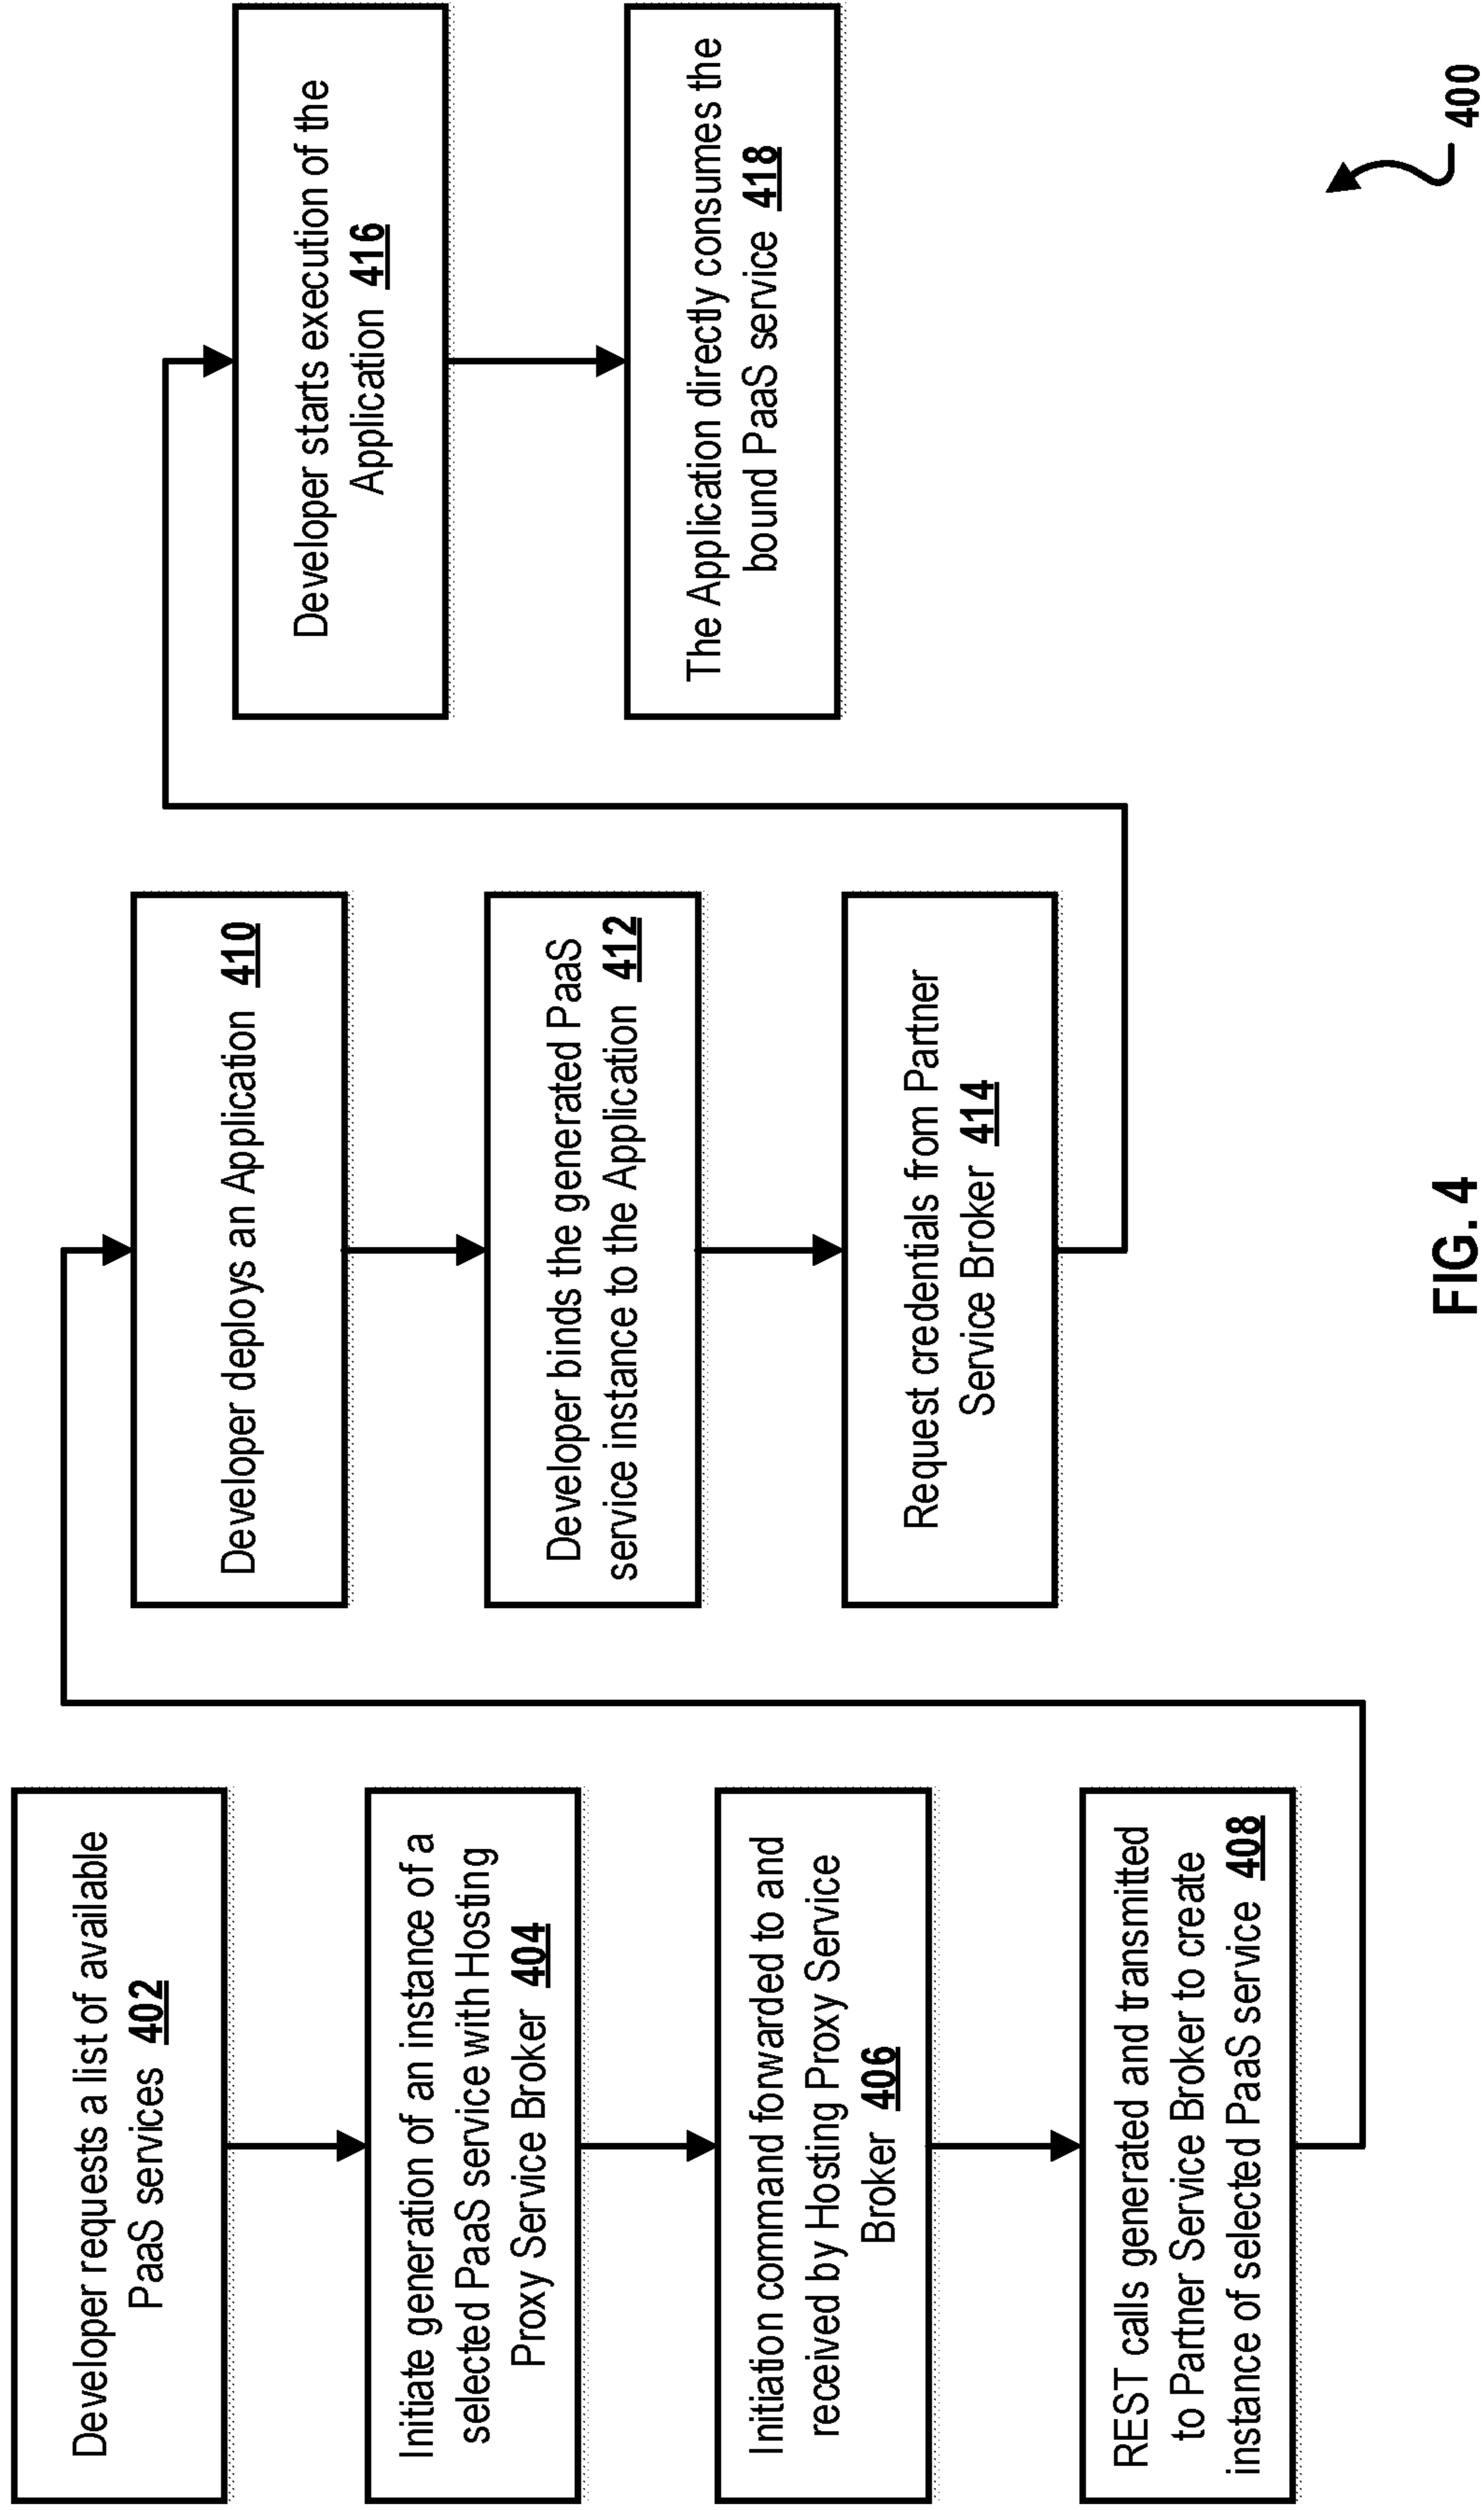 Developer requests a list of available
PaaS services 402
Initiate generation of an instance of a
selected PaaS service with Hosting
Proxy Service Broker 404
Initiation command forwarded to and
received by Hosting Proxy Service
Broker 406
REST calls generated and transmitted
to Partner Service Broker to create
instance of selected PaaS service 408
Developer deploys an Application 410
Developer binds the generated PaaS
service instance to the Application 412
Request credentials from Partner
Service Broker 414
Developer starts execution of the
Application 416
The Application directly consumes the
bound PaaS service 418
400
FIG. 4